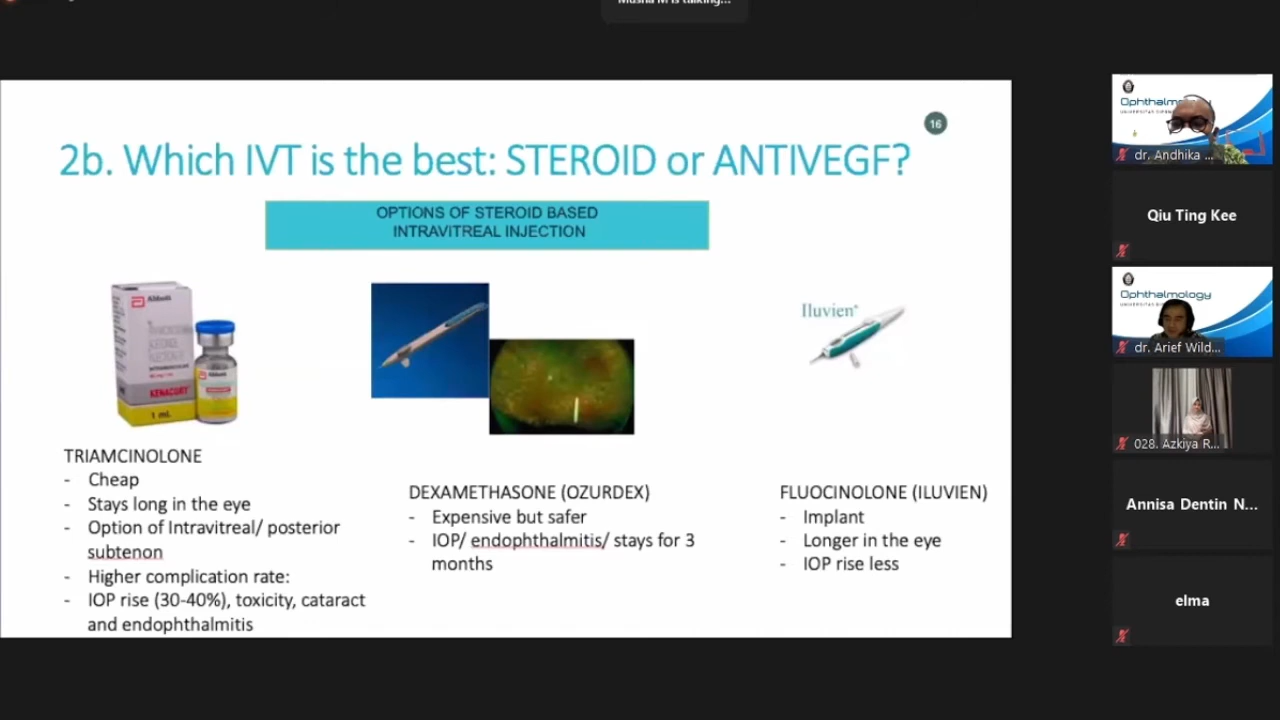 16
2b. Which IVT is the best: STEROID or ANTIVEGF?
OPTIONS OF STEROID BASED
INTRAVITREAL INJECTION
Abbott
KENACORT
1 mL
Iluvien
TRIAMCINOLONE
- Cheap
- Stays long in the eye
- Option of Intravitreal/ posterior
subtenon
- Higher complication rate:
- IOP rise (30-40%), toxicity, cataract
and endophthalmitis
DEXAMETHASONE (OZURDEX)
- Expensive but safer
- IOP/ endophthalmitis/ stays for 3
months
FLUOCINOLONE (ILUVIEN)
- Implant
- Longer in the eye
- IOP rise less
Ophthalmology
dr. Andhika ...
Qiu Ting Kee
Ophthalmology
dr. Arief Wild...
028. Azkiya R...
Annisa Dentin N...
elma